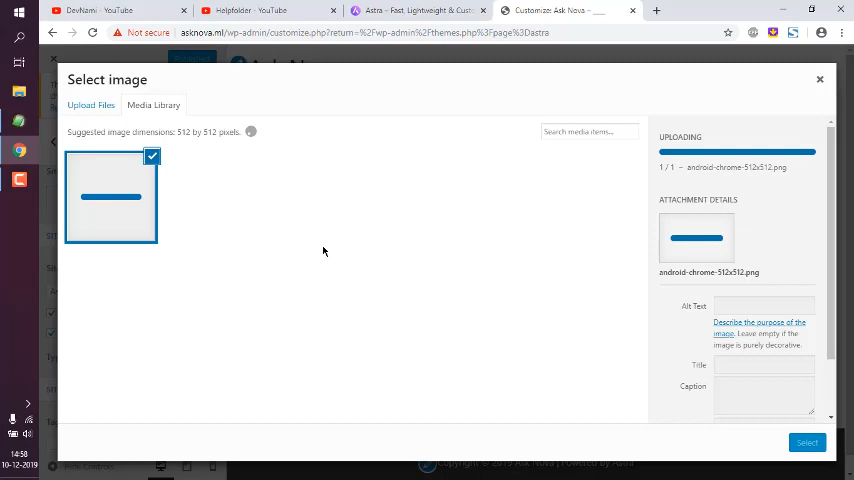 DevNami - YouTube
Helpfolder - YouTube
Astra – Fast, Lightweight & Custo
Customize: Ask Nova – ____
Not secure | asknova.ml/wp-admin/customize.php?return=%2Fwp-admin%2Fthemes.php%3Fpage%3Dastra
Select image
Upload Files
Media Library
Suggested image dimensions: 512 by 512 pixels.
Search media items...
UPLOADING
1 / 1 – android-chrome-512x512.png
ATTACHMENT DETAILS
android-chrome-512x512.png
Alt Text
Describe the purpose of the
image. Leave empty if the
image is purely decorative.
Title
Caption
Select
Hide Controls
Copyright © 2019 Ask Nova | Powered by Astra
14:58
10-12-2019